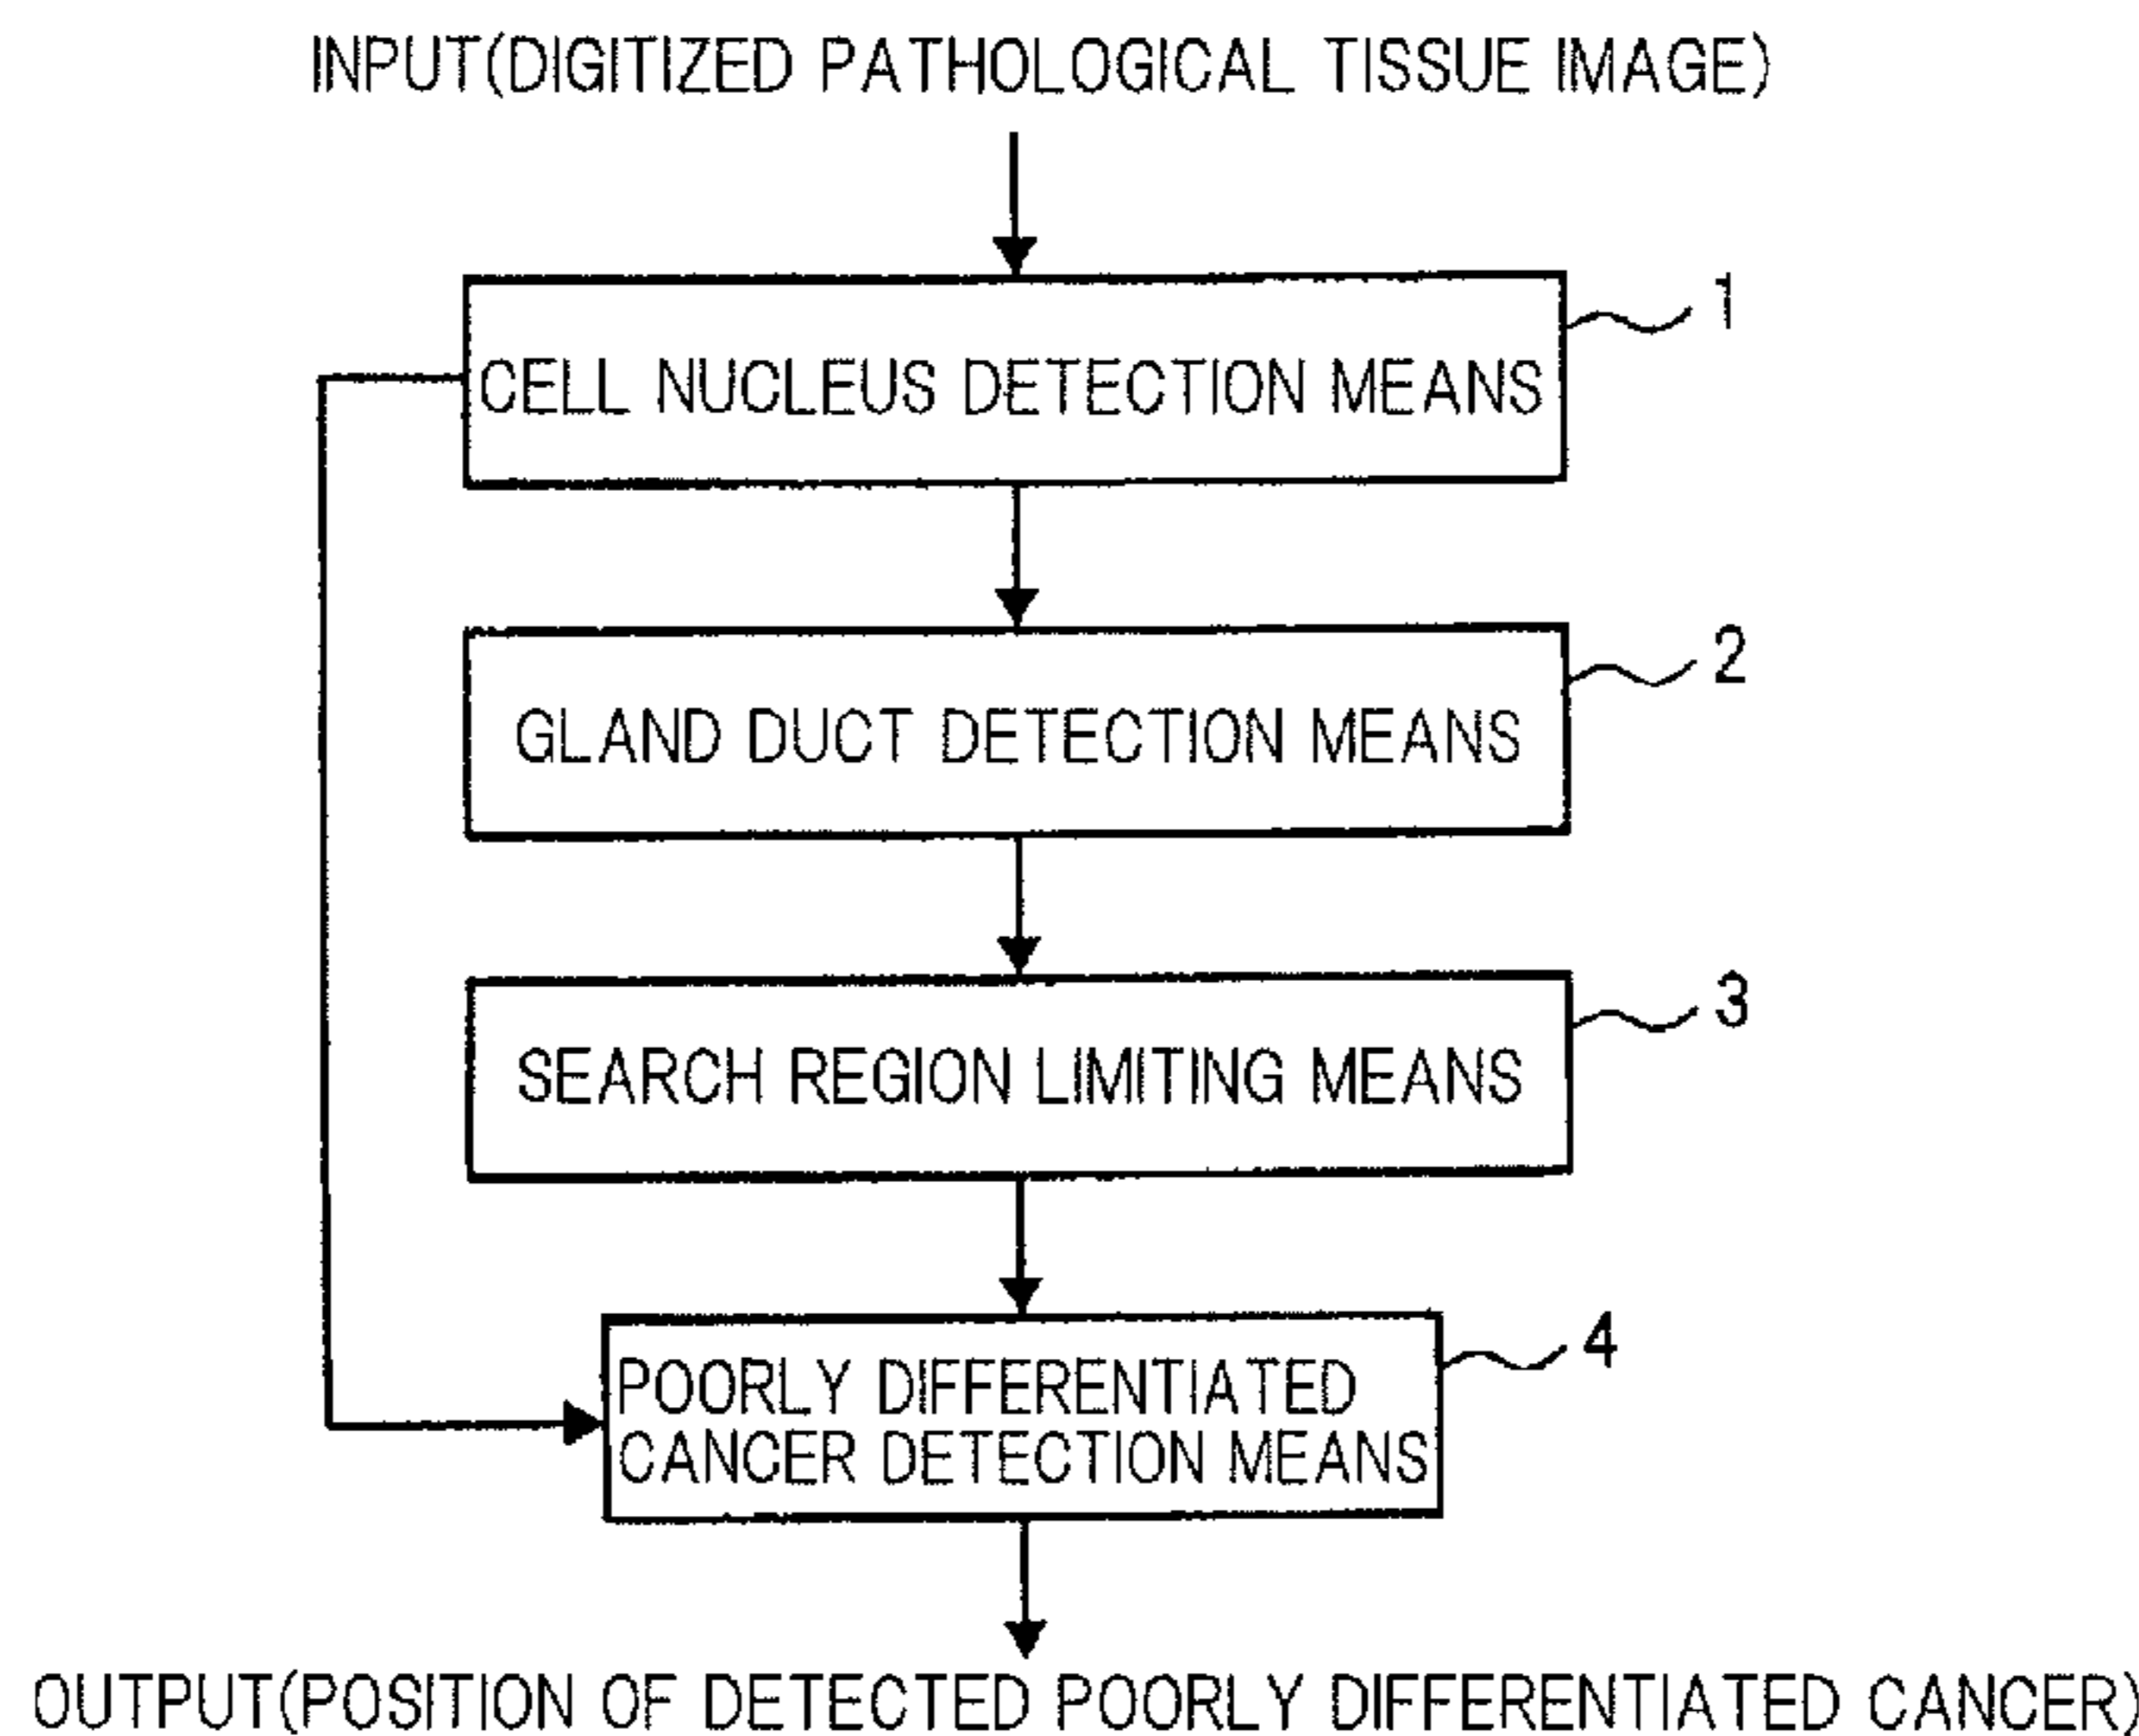 INPUT(DIGITIZED PATHOLOGICAL TISSUE IMAGE)
1
CELL NUCLEUS DETECTION MEANS
2
GLAND DUCT DETECTION MEANS
3
SEARCH REGION LIMITING MEANS
4
POORLY DIFFERENTIATED
CANCER DETECTION MEANS
OUTPUT(POSITION OF DETECTED POORLY DIFFERENTIATED CANCER)